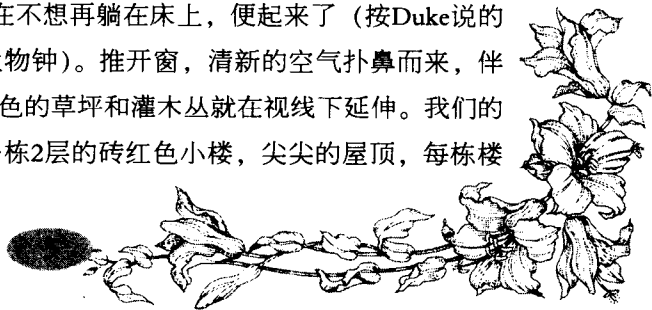 在不想再躺在床上，便起来了（按Duke说的
物钟）。推开窗，清新的空气扑鼻而来，伴
色的草坪和灌木丛就在视线下延伸。我们的
栋2层的砖红色小楼，尖尖的屋顶，每栋楼